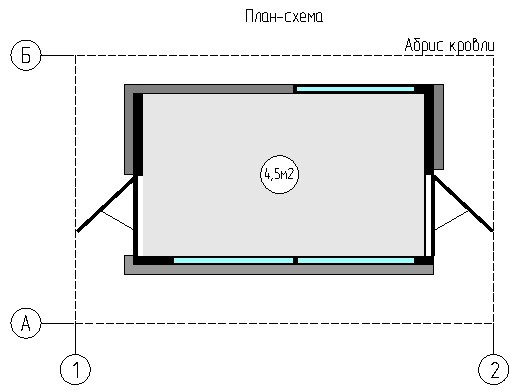 План-схема
Абрис кровли
Б
4,5м2
А
1
2